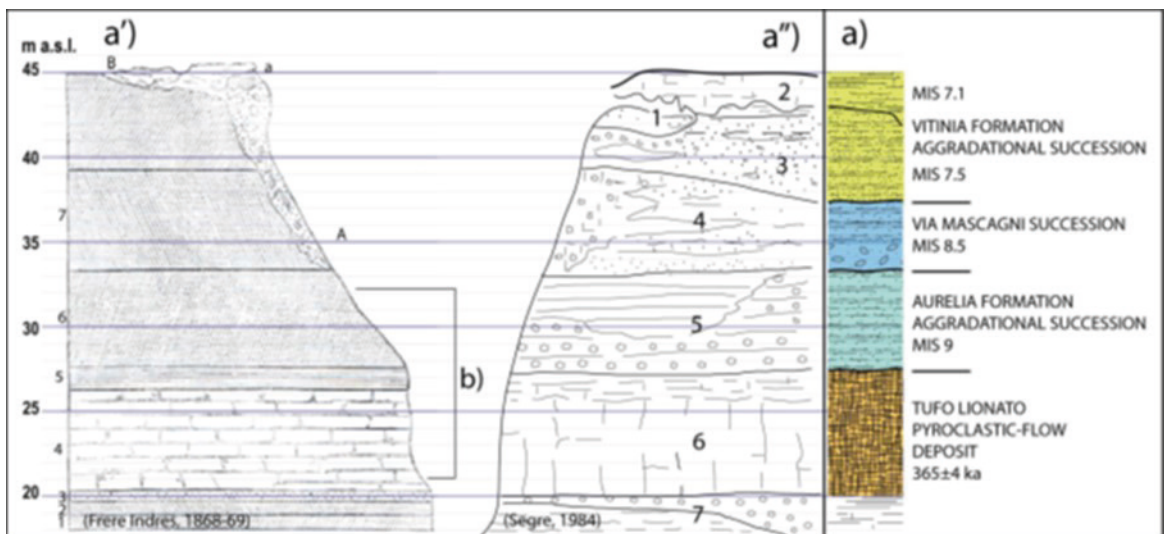 a')
a'')
a)
m a.s.l.
45
40
35
30
25
20
B
a
A
7
6
5
4
3
2
1
b)
(Frere Indres, 1868-69)
1
2
3
4
5
6
7
(Segre, 1984)
MIS 7.1
VITINIA FORMATION
AGGRADATIONAL SUCCESSION
MIS 7.5
VIA MASCAGNI SUCCESSION
MIS 8.5
AURELIA FORMATION
AGGRADATIONAL SUCCESSION
MIS 9
TUFO LIONATO
PYROCLASTIC-FLOW
DEPOSIT
365±4 ka